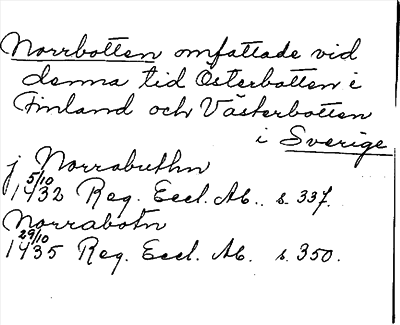 Norrbotten omfattade vid
denna tid Österbotten i
Finland och Västerbotten
i Sverige
j Norrabuthn
5/10
1432 Reg. Eccl. Ab. s. 337.
Norrabotn
29/10
1435 Reg. Eccl. Ab. s. 350.